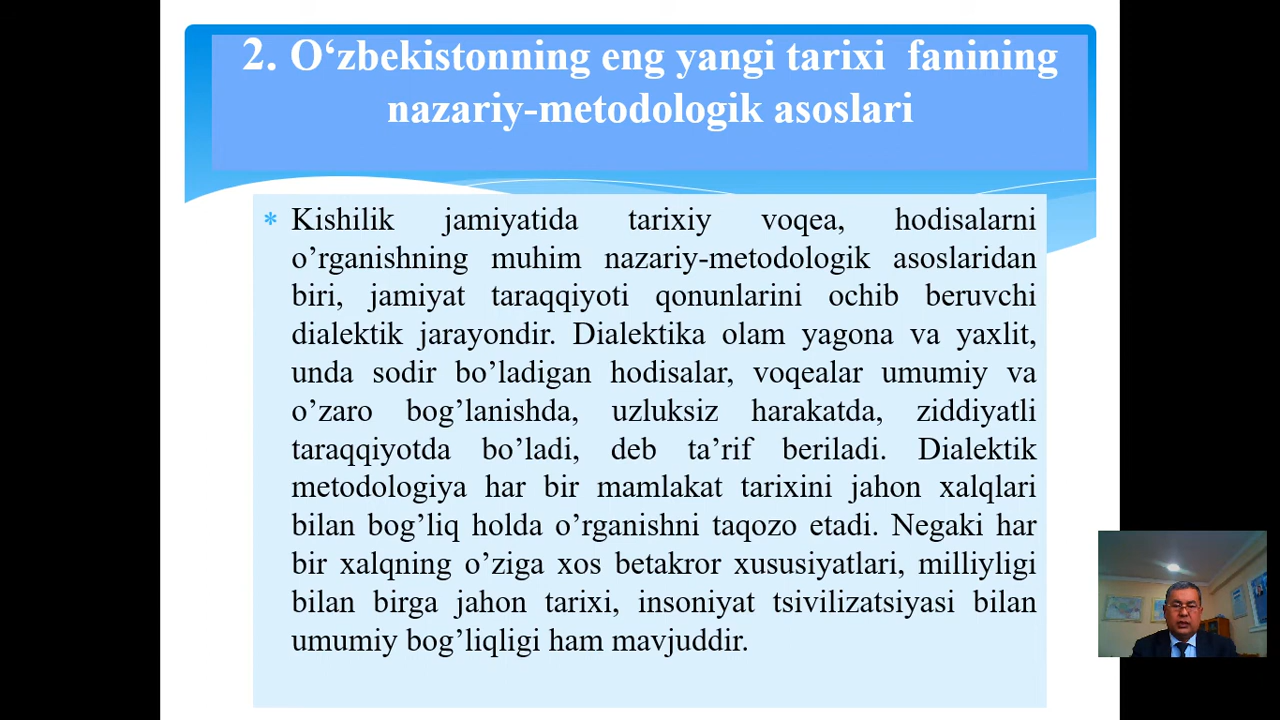 2. O‘zbekistonning eng yangi tarixi fanining
nazariy-metodologik asoslari
* Kishilik jamiyatida tarixiy voqea, hodisalarni
o’rganishning muhim nazariy-metodologik asoslaridan
biri, jamiyat taraqqiyoti qonunlarini ochib beruvchi
dialektik jarayondir. Dialektika olam yagona va yaxlit,
unda sodir bo’ladigan hodisalar, voqealar umumiy va
o’zaro bog’lanishda, uzluksiz harakatda, ziddiyatli
taraqqiyotda bo’ladi, deb ta’rif beriladi. Dialektik
metodologiya har bir mamlakat tarixini jahon xalqlari
bilan bog’liq holda o’rganishni taqozo etadi. Negaki har
bir xalqning o’ziga xos betakror xususiyatlari, milliyligi
bilan birga jahon tarixi, insoniyat tsivilizatsiyasi bilan
umumiy bog’liqligi ham mavjuddir.